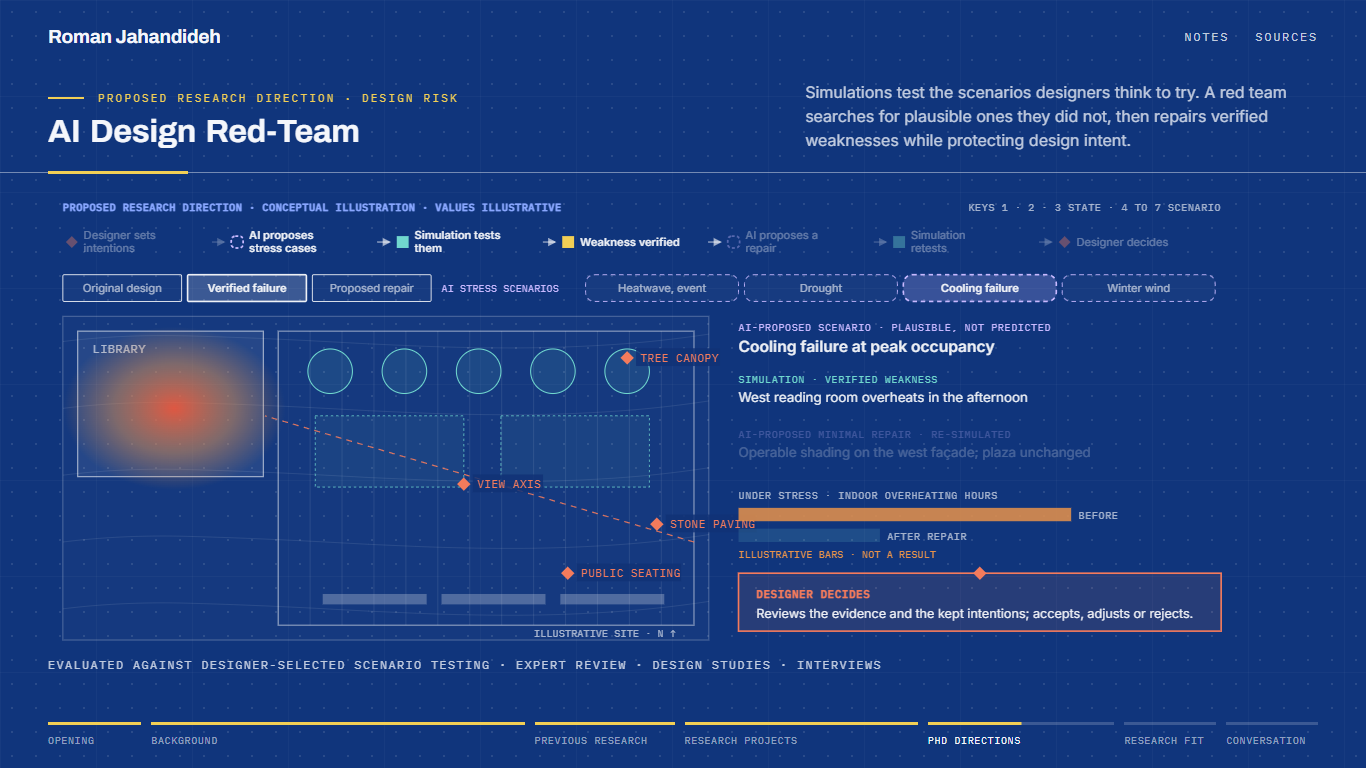 Roman Jahandideh
NOTES
SOURCES
PROPOSED RESEARCH DIRECTION · DESIGN RISK
AI Design Red-Team
Simulations test the scenarios designers think to try. A red team
searches for plausible ones they did not, then repairs verified
weaknesses while protecting design intent.
PROPOSED RESEARCH DIRECTION · CONCEPTUAL ILLUSTRATION · VALUES ILLUSTRATIVE
KEYS 1 · 2 · 3 STATE · 4 TO 7 SCENARIO
Designer sets
intentions
AI proposes
stress cases
Simulation tests
them
Weakness verified
AI proposes a
repair
Simulation
retests
Designer decides
Original design
Verified failure
Proposed repair
AI STRESS SCENARIOS
Heatwave, event
Drought
Cooling failure
Winter wind
LIBRARY
TREE CANOPY
VIEW AXIS
STONE PAVING
PUBLIC SEATING
ILLUSTRATIVE SITE · N ↑
AI-PROPOSED SCENARIO · PLAUSIBLE, NOT PREDICTED
Cooling failure at peak occupancy
SIMULATION · VERIFIED WEAKNESS
West reading room overheats in the afternoon
AI-PROPOSED MINIMAL REPAIR · RE-SIMULATED
Operable shading on the west façade; plaza unchanged
UNDER STRESS · INDOOR OVERHEATING HOURS
BEFORE
AFTER REPAIR
ILLUSTRATIVE BARS · NOT A RESULT
DESIGNER DECIDES
Reviews the evidence and the kept intentions; accepts, adjusts or rejects.
EVALUATED AGAINST DESIGNER-SELECTED SCENARIO TESTING · EXPERT REVIEW · DESIGN STUDIES · INTERVIEWS
OPENING
BACKGROUND
PREVIOUS RESEARCH
RESEARCH PROJECTS
PHD DIRECTIONS
RESEARCH FIT
CONVERSATION